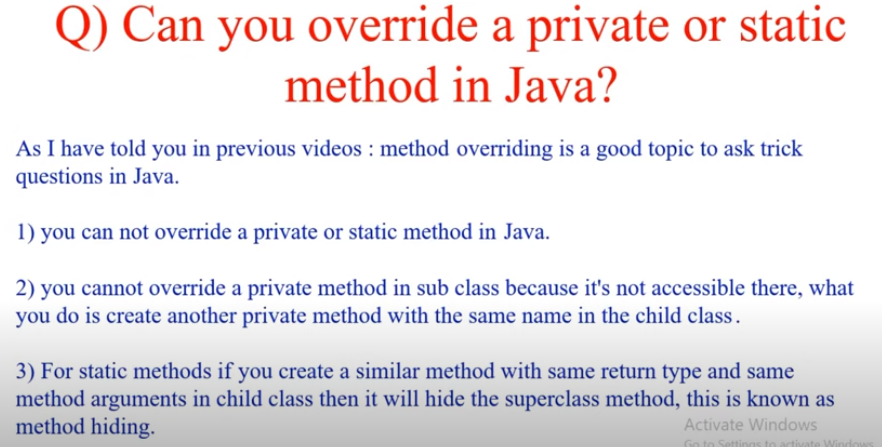 Q) Can you override a private or static
method in Java?
As I have told you in previous videos : method overriding is a good topic to ask trick
questions in Java.
1) you can not override a private or static method in Java.
2) you cannot override a private method in sub class because it's not accessible there, what
you do is create another private method with the same name in the child class.
3) For static methods if you create a similar method with same return type and same
method arguments in child class then it will hide the superclass method, this is known as
method hiding.
Activate Windows
Go to Settings to activate Windows